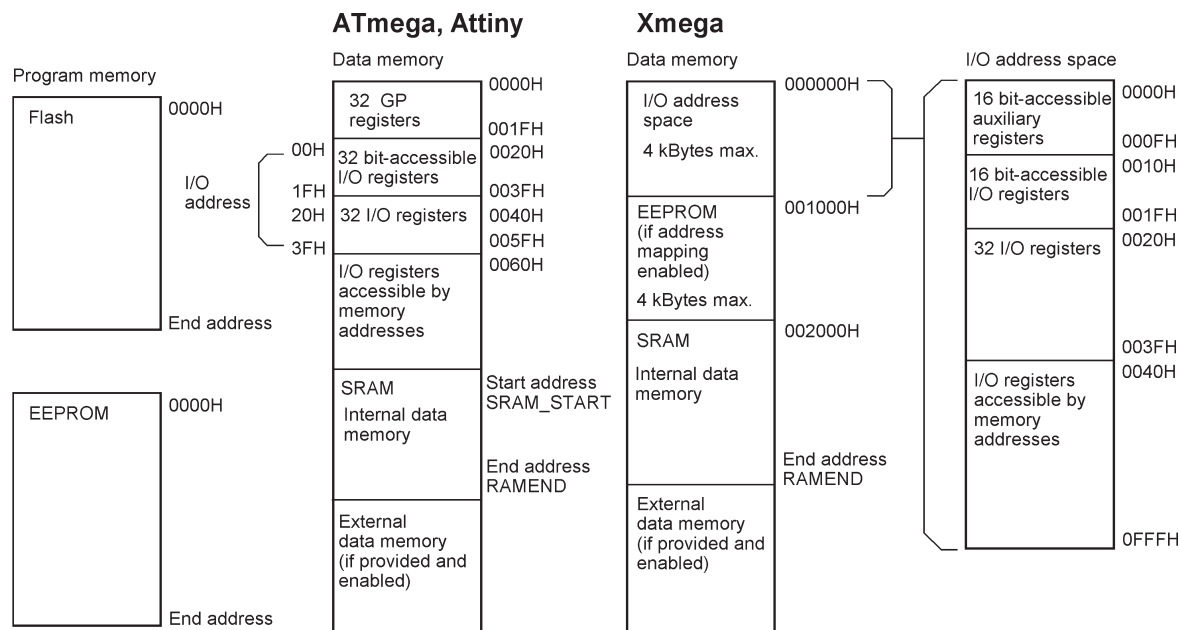 ATmega, Attiny
Xmega
Program memory
Flash
0000H
End address
EEPROM
0000H
End address
Data memory
32 GP
registers
0000H
001FH
32 bit-accessible
I/O registers
0020H
003FH
32 I/O registers
0040H
005FH
I/O registers
accessible by
memory
addresses
0060H
I/O
address
00H
1FH
20H
3FH
SRAM
Internal data
memory
Start address
SRAM_START
End address
RAMEND
External
data memory
(if provided and
enabled)
Data memory
I/O address
space
4 kBytes max.
000000H
EEPROM
(if address
mapping
enabled)
4 kBytes max.
001000H
SRAM
Internal data
memory
002000H
End address
RAMEND
External
data memory
(if provided and
enabled)
I/O address space
16 bit-accessible
auxiliary
registers
0000H
000FH
16 bit-accessible
I/O registers
0010H
001FH
32 I/O registers
0020H
003FH
I/O registers
accessible by
memory
addresses
0040H
0FFFH